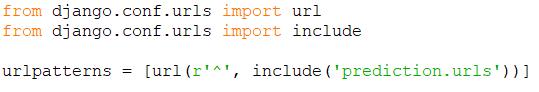 from django.conf.urls import url
from django.conf.urls import include
urlpatterns = [url(r'^', include('prediction.urls'))]